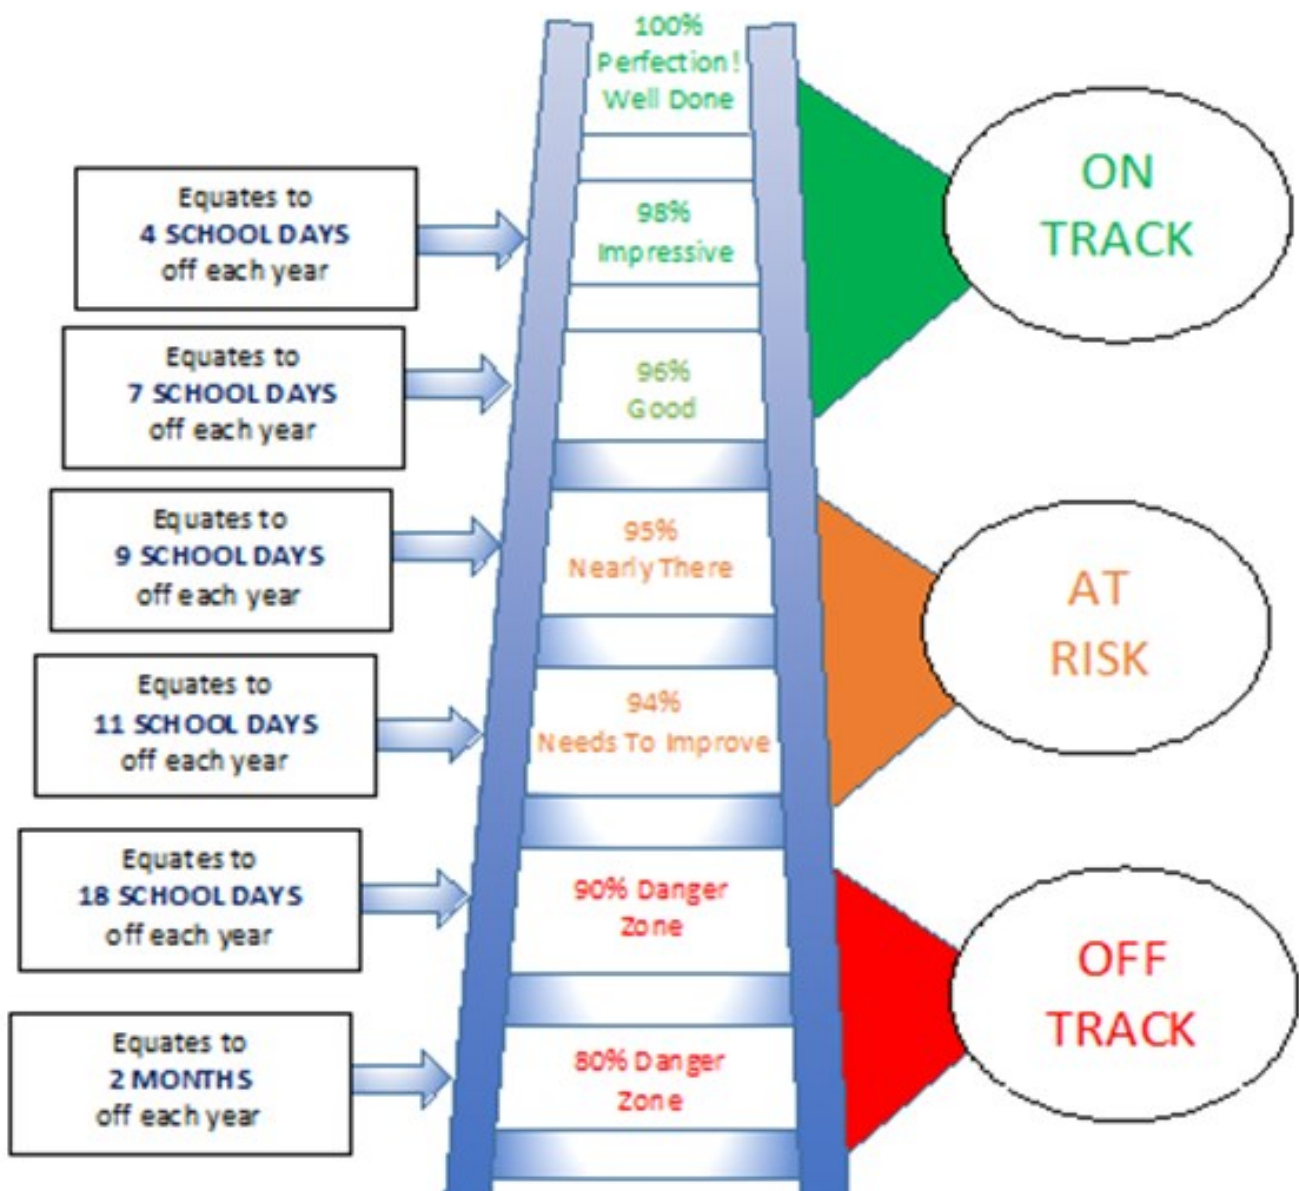 100%
Perfection!
Well Done
Equates to
4 SCHOOL DAYS
off each year
98%
Impressive
ON
TRACK
Equates to
7 SCHOOL DAYS
off each year
96%
Good
Equates to
9 SCHOOL DAYS
off each year
95%
Nearly There
AT
RISK
Equates to
11 SCHOOL DAYS
off each year
94%
Needs To Improve
Equates to
18 SCHOOL DAYS
off each year
90% Danger
Zone
OFF
TRACK
Equates to
2 MONTHS
off each year
80% Danger
Zone